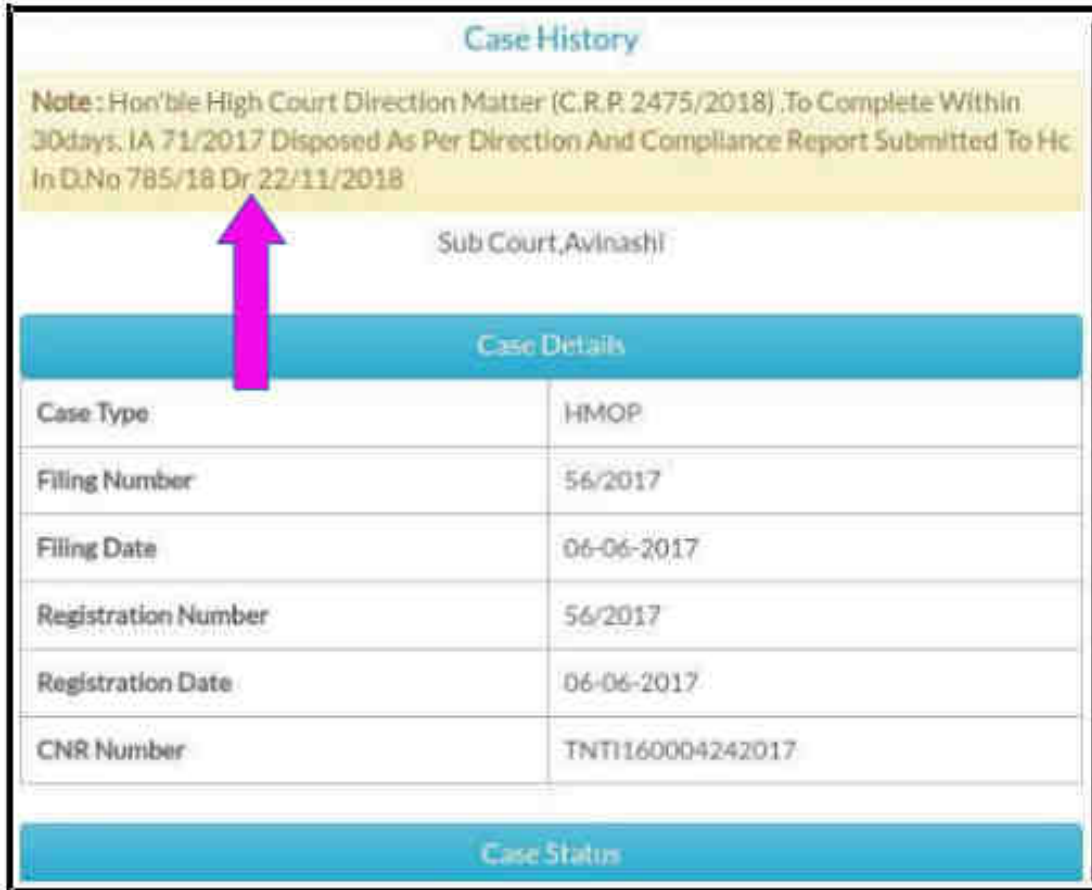 Case History
Note : Hon'ble High Court Direction Matter (C.R.P. 2475/2018) .To Complete Within
30days. IA 71/2017 Disposed As Per Direction And Compliance Report Submitted To Hc
In D.No 785/18 Dr 22/11/2018
Sub Court,Avinashi
Case Details
Case Type HMOP
Filing Number 56/2017
Filing Date 06-06-2017
Registration Number 56/2017
Registration Date 06-06-2017
CNR Number TNTI160004242017
Case Status